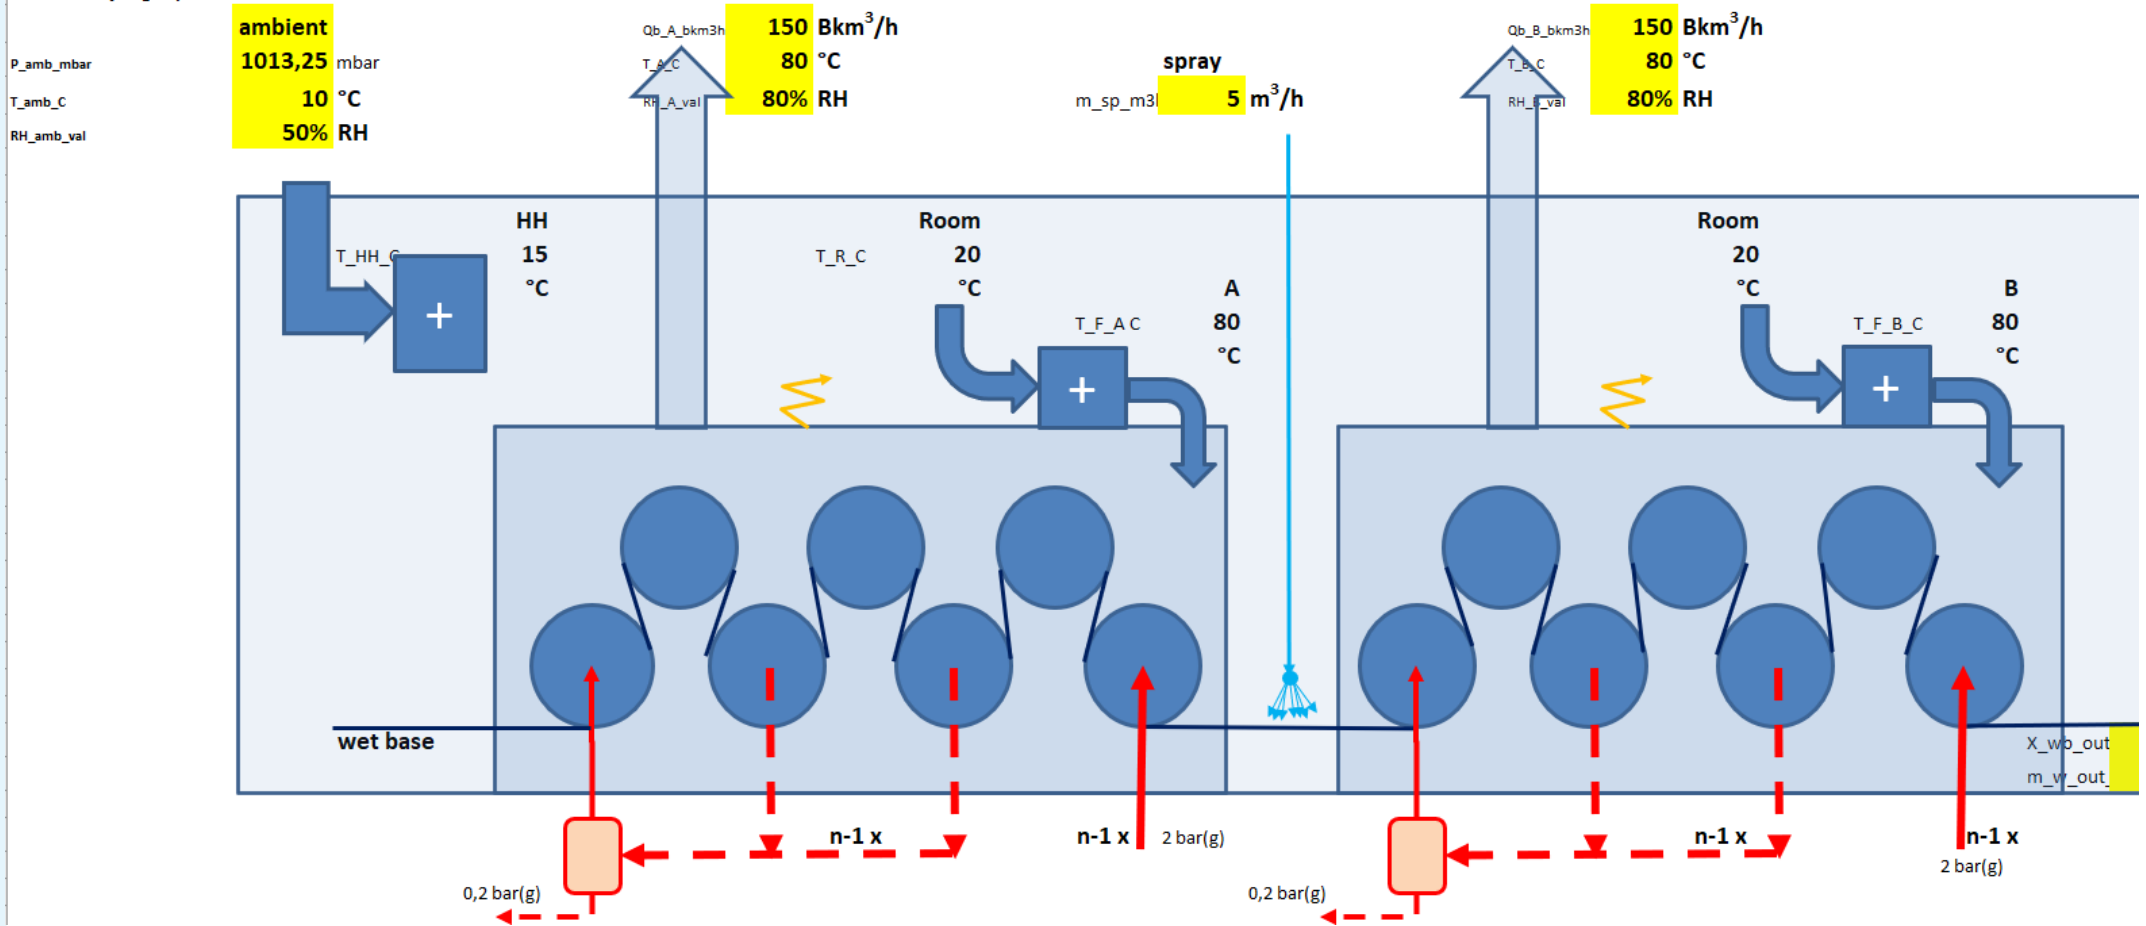 ambient
P_amb_mbar 1013,25 mbar
T_amb_C 10 °C
RH_amb_val 50% RH
Qb_A_bkm3h 150 Bkm³/h
T_A_C 80 °C
RH_A_val 80% RH
spray
5 m³/h
Qb_B_bkm3h 150 Bkm³/h
T_B_C 80 °C
RH_B_val 80% RH
HH
T_HH_C 15
°C
+
Room
T_R_C 20
°C
A
T_F_A C 80
°C
+
Room
20
°C
B
T_F_B_C 80
°C
+
wet base
X_wb_out
m_w_out_
n-1 x
n-1 x 2 bar(g)
0,2 bar(g)
n-1 x
n-1 x
2 bar(g)
0,2 bar(g)